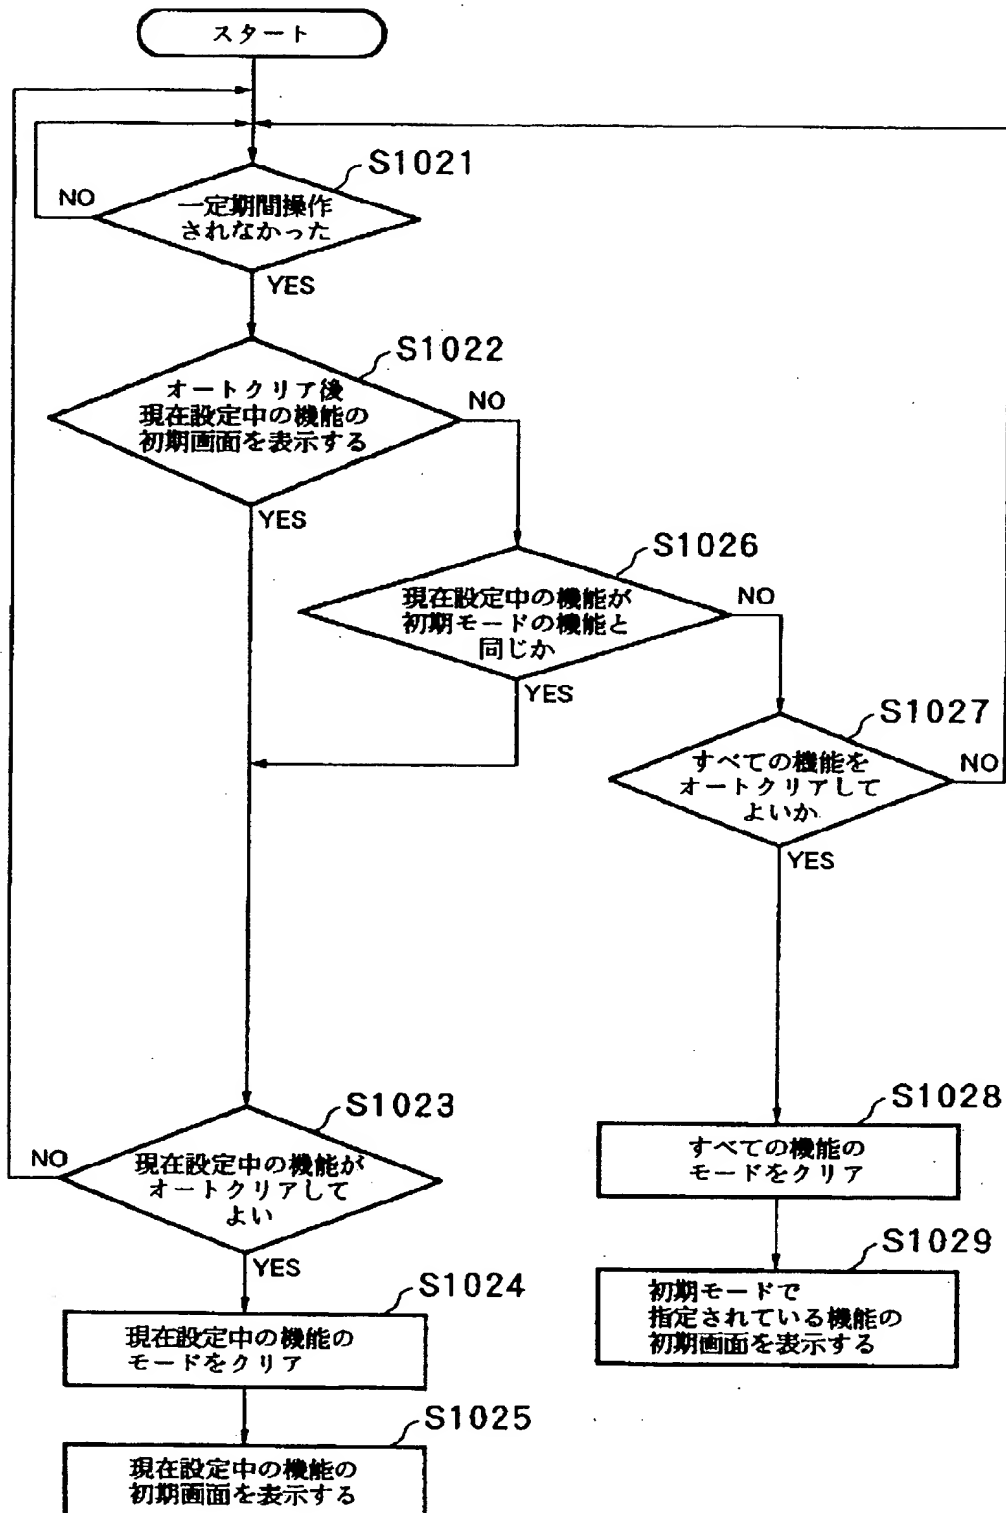 スタート
S1021
NO
一定期間操作
されなかった
YES
S1022
オートクリア後
現在設定中の機能の
初期画面を表示する
NO
YES
S1026
現在設定中の機能が
初期モードの機能と
同じか
NO
YES
S1027
すべての機能を
オートクリアして
よいか
NO
YES
S1023
NO
現在設定中の機能が
オートクリアして
よい
YES
S1028
すべての機能の
モードをクリア
S1029
初期モードで
指定されている機能の
初期画面を表示する
S1024
現在設定中の機能の
モードをクリア
S1025
現在設定中の機能の
初期画面を表示する